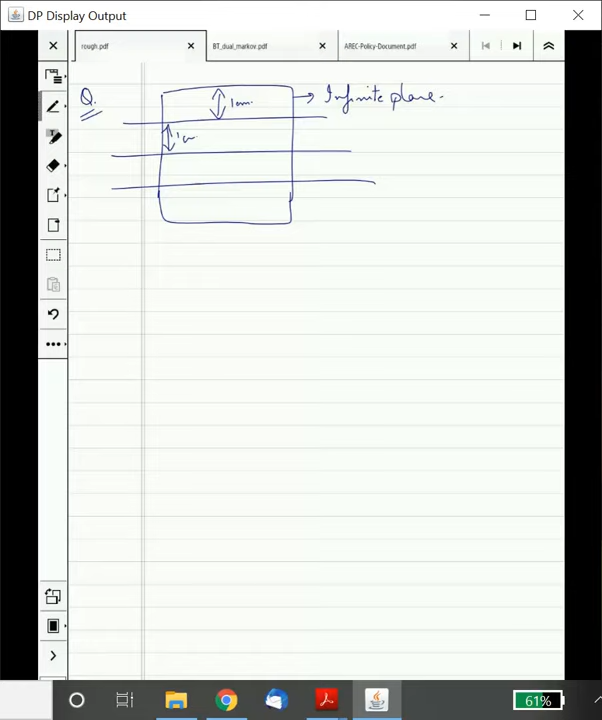 DP Display Output
rough.pdf
BT_dual_markov.pdf
AREC-Policy-Document.pdf
Q. 1cm. → Infinite plane.
1cm
61%